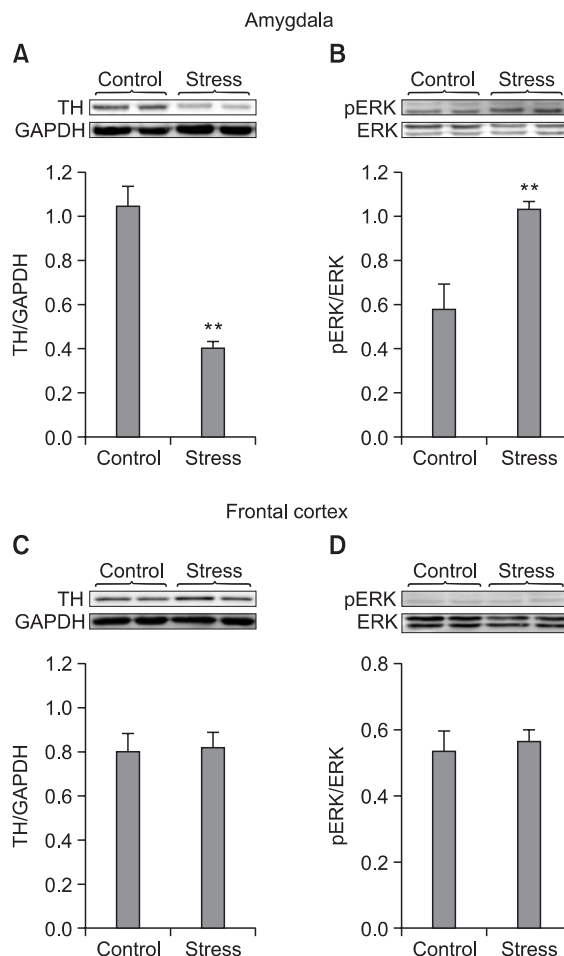 Amygdala
A
Control Stress
TH
GAPDH
1.2
1.0
0.8
0.6
0.4
0.2
0.0
TH/GAPDH
**
Control Stress
B
Control Stress
pERK
ERK
1.2
1.0
0.8
0.6
0.4
0.2
0.0
pERK/ERK
**
Control Stress
Frontal cortex
C
Control Stress
TH
GAPDH
1.2
1.0
0.8
0.6
0.4
0.2
0.0
TH/GAPDH
Control Stress
D
Control Stress
pERK
ERK
0.8
0.6
0.4
0.2
0.0
pERK/ERK
Control Stress